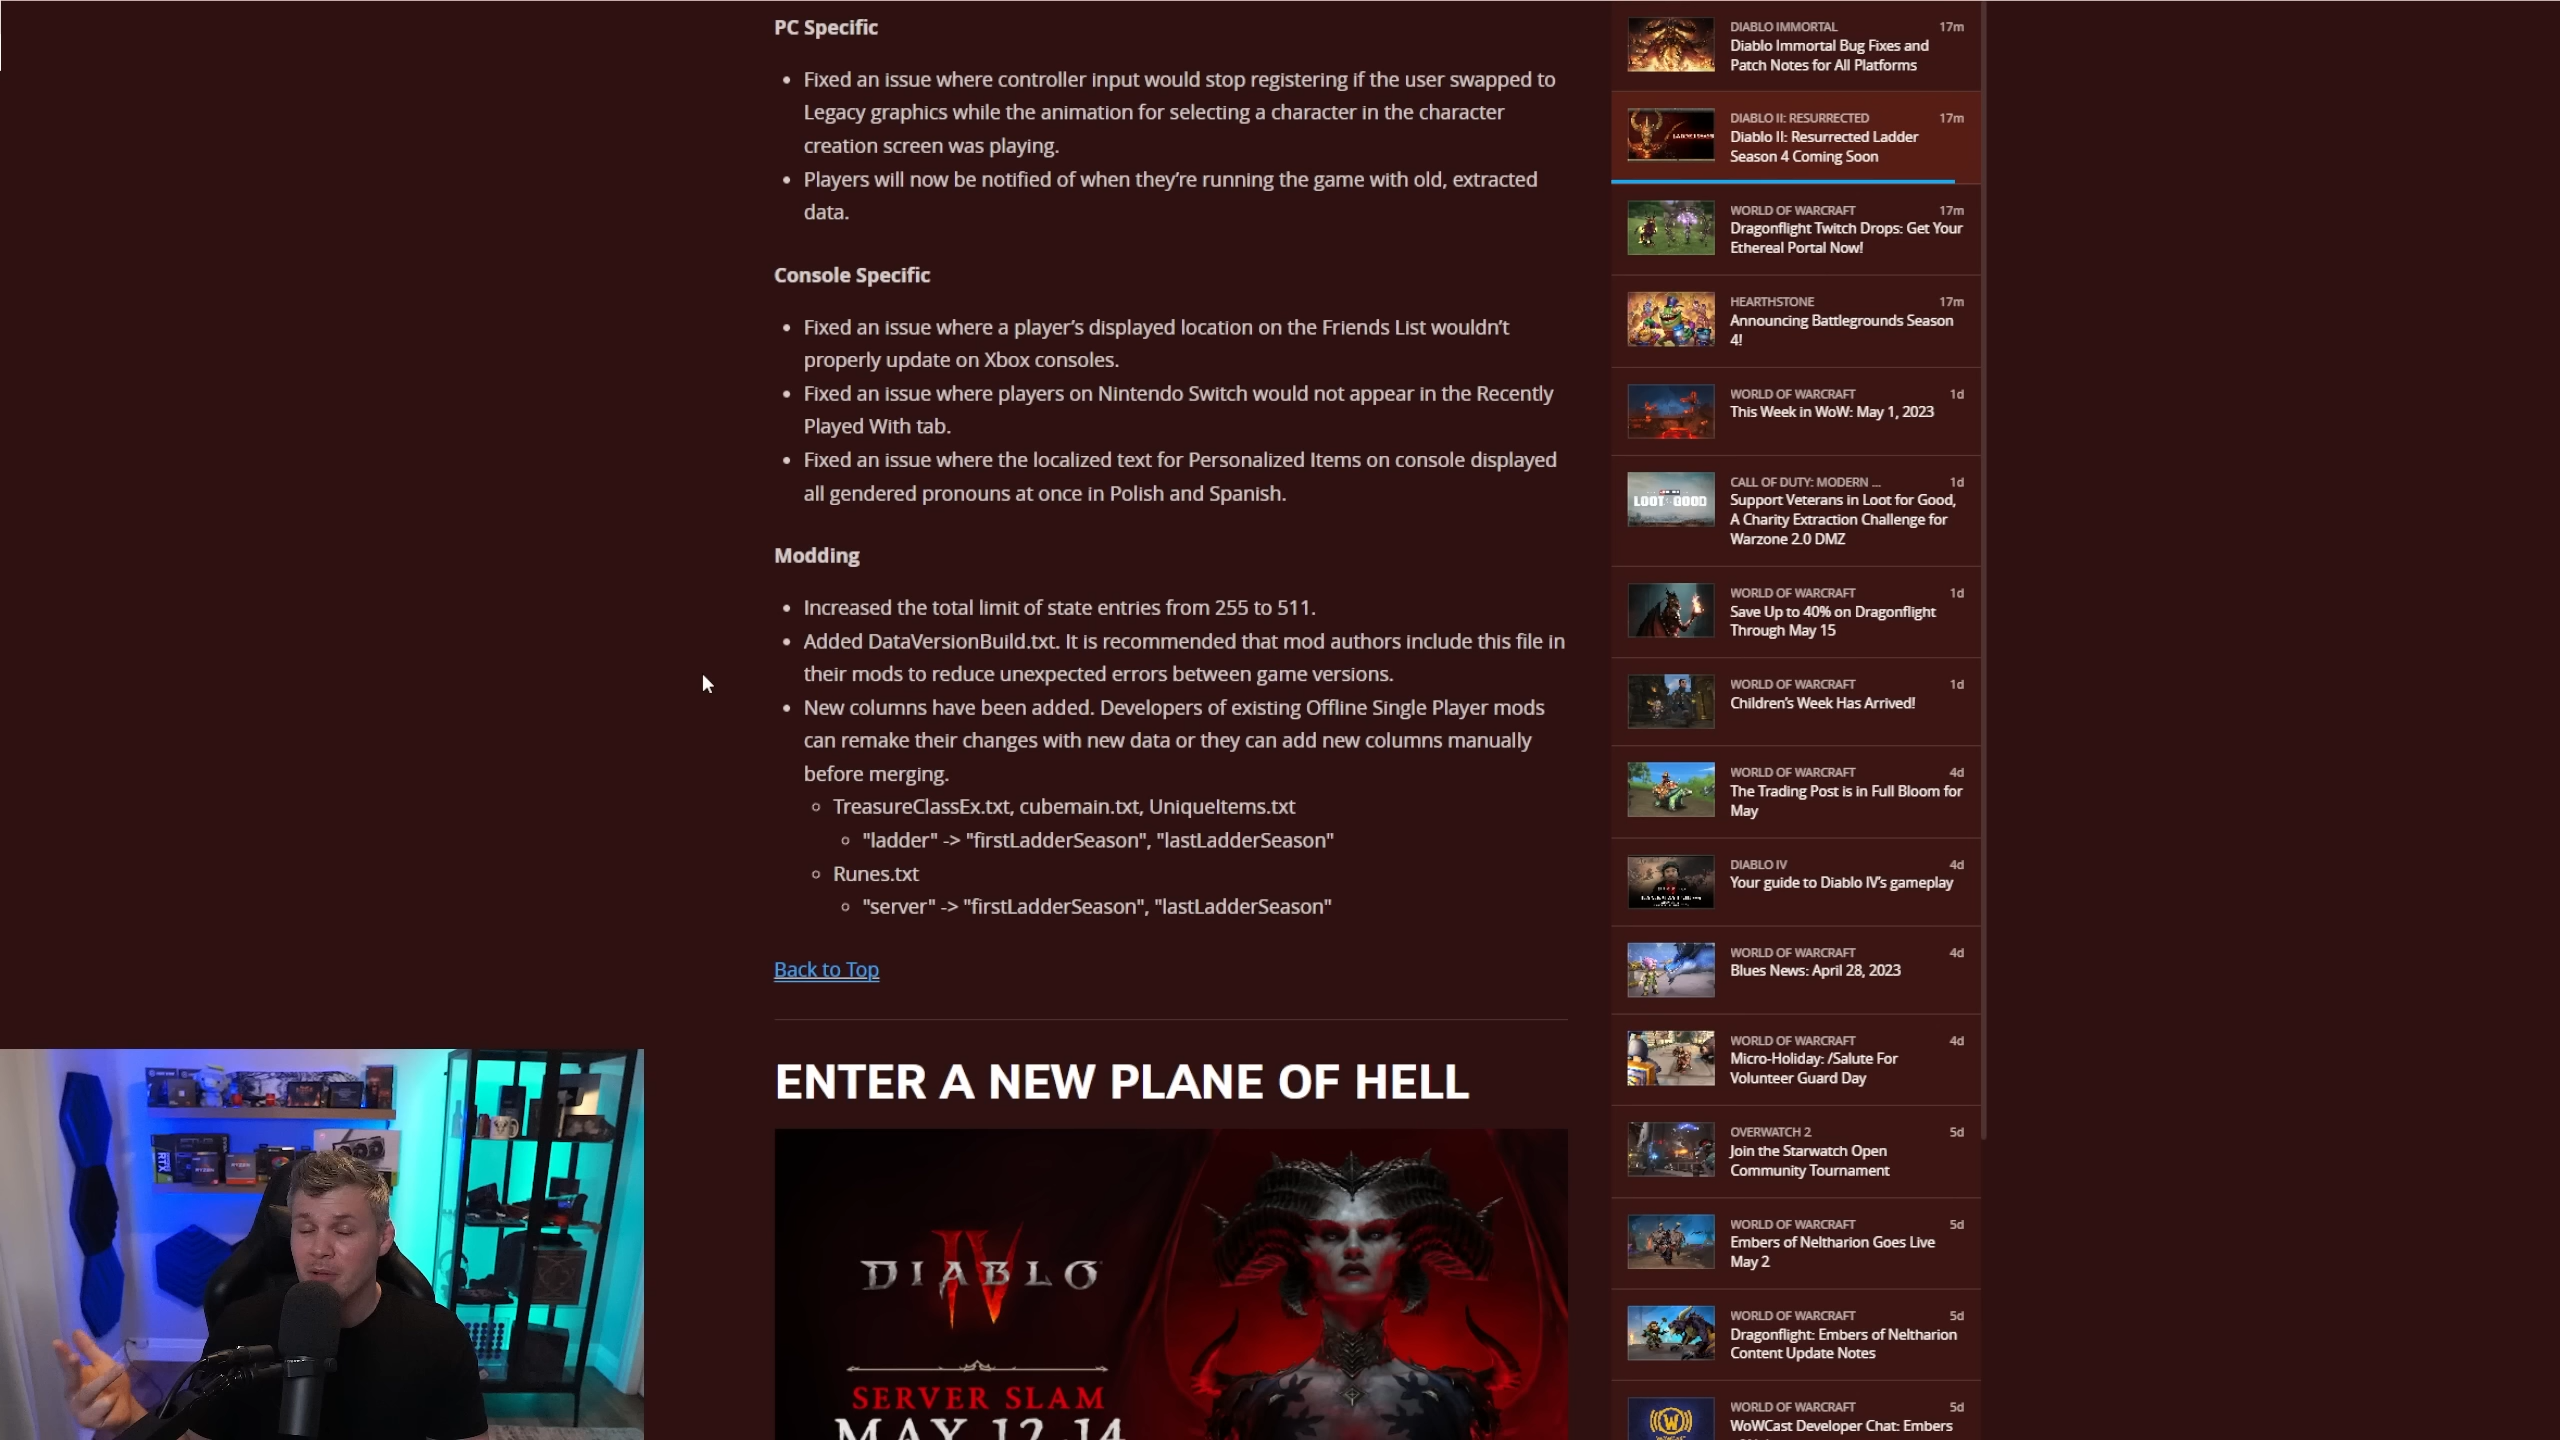 PC Specific
• Fixed an issue where controller input would stop registering if the user swapped to
Legacy graphics while the animation for selecting a character in the character
creation screen was playing.
• Players will now be notified of when they’re running the game with old, extracted
data.
Console Specific
• Fixed an issue where a player’s displayed location on the Friends List wouldn’t
properly update on Xbox consoles.
• Fixed an issue where players on Nintendo Switch would not appear in the Recently
Played With tab.
• Fixed an issue where the localized text for Personalized Items on console displayed
all gendered pronouns at once in Polish and Spanish.
Modding
• Increased the total limit of state entries from 255 to 511.
• Added DataVersionBuild.txt. It is recommended that mod authors include this file in
their mods to reduce unexpected errors between game versions.
• New columns have been added. Developers of existing Offline Single Player mods
can remake their changes with new data or they can add new columns manually
before merging.
○ TreasureClassEx.txt, cubemain.txt, UniqueItems.txt
○ "ladder" -> "firstLadderSeason", "lastLadderSeason"
○ Runes.txt
○ "server" -> "firstLadderSeason", "lastLadderSeason"
Back to Top
ENTER A NEW PLANE OF HELL
DIABLO
IV
SERVER SLAM
MAY 12-14
DIABLO IMMORTAL 17m
Diablo Immortal Bug Fixes and
Patch Notes for All Platforms
DIABLO II: RESURRECTED 17m
Diablo II: Resurrected Ladder
Season 4 Coming Soon
WORLD OF WARCRAFT 17m
Dragonflight Twitch Drops: Get Your
Ethereal Portal Now!
HEARTHSTONE 17m
Announcing Battlegrounds Season
4!
WORLD OF WARCRAFT 1d
This Week in WoW: May 1, 2023
LOOT GOOD
CALL OF DUTY: MODERN ... 1d
Support Veterans in Loot for Good,
A Charity Extraction Challenge for
Warzone 2.0 DMZ
WORLD OF WARCRAFT 1d
Save Up to 40% on Dragonflight
Through May 15
WORLD OF WARCRAFT 1d
Children’s Week Has Arrived!
WORLD OF WARCRAFT 4d
The Trading Post is in Full Bloom for
May
DIABLO IV 4d
Your guide to Diablo IV’s gameplay
WORLD OF WARCRAFT 4d
Blues News: April 28, 2023
WORLD OF WARCRAFT 4d
Micro-Holiday: /Salute For
Volunteer Guard Day
OVERWATCH 2 5d
Join the Starwatch Open
Community Tournament
WORLD OF WARCRAFT 5d
Embers of Neltharion Goes Live
May 2
WORLD OF WARCRAFT 5d
Dragonflight: Embers of Neltharion
Content Update Notes
WORLD OF WARCRAFT 5d
WoWCast Developer Chat: Embers